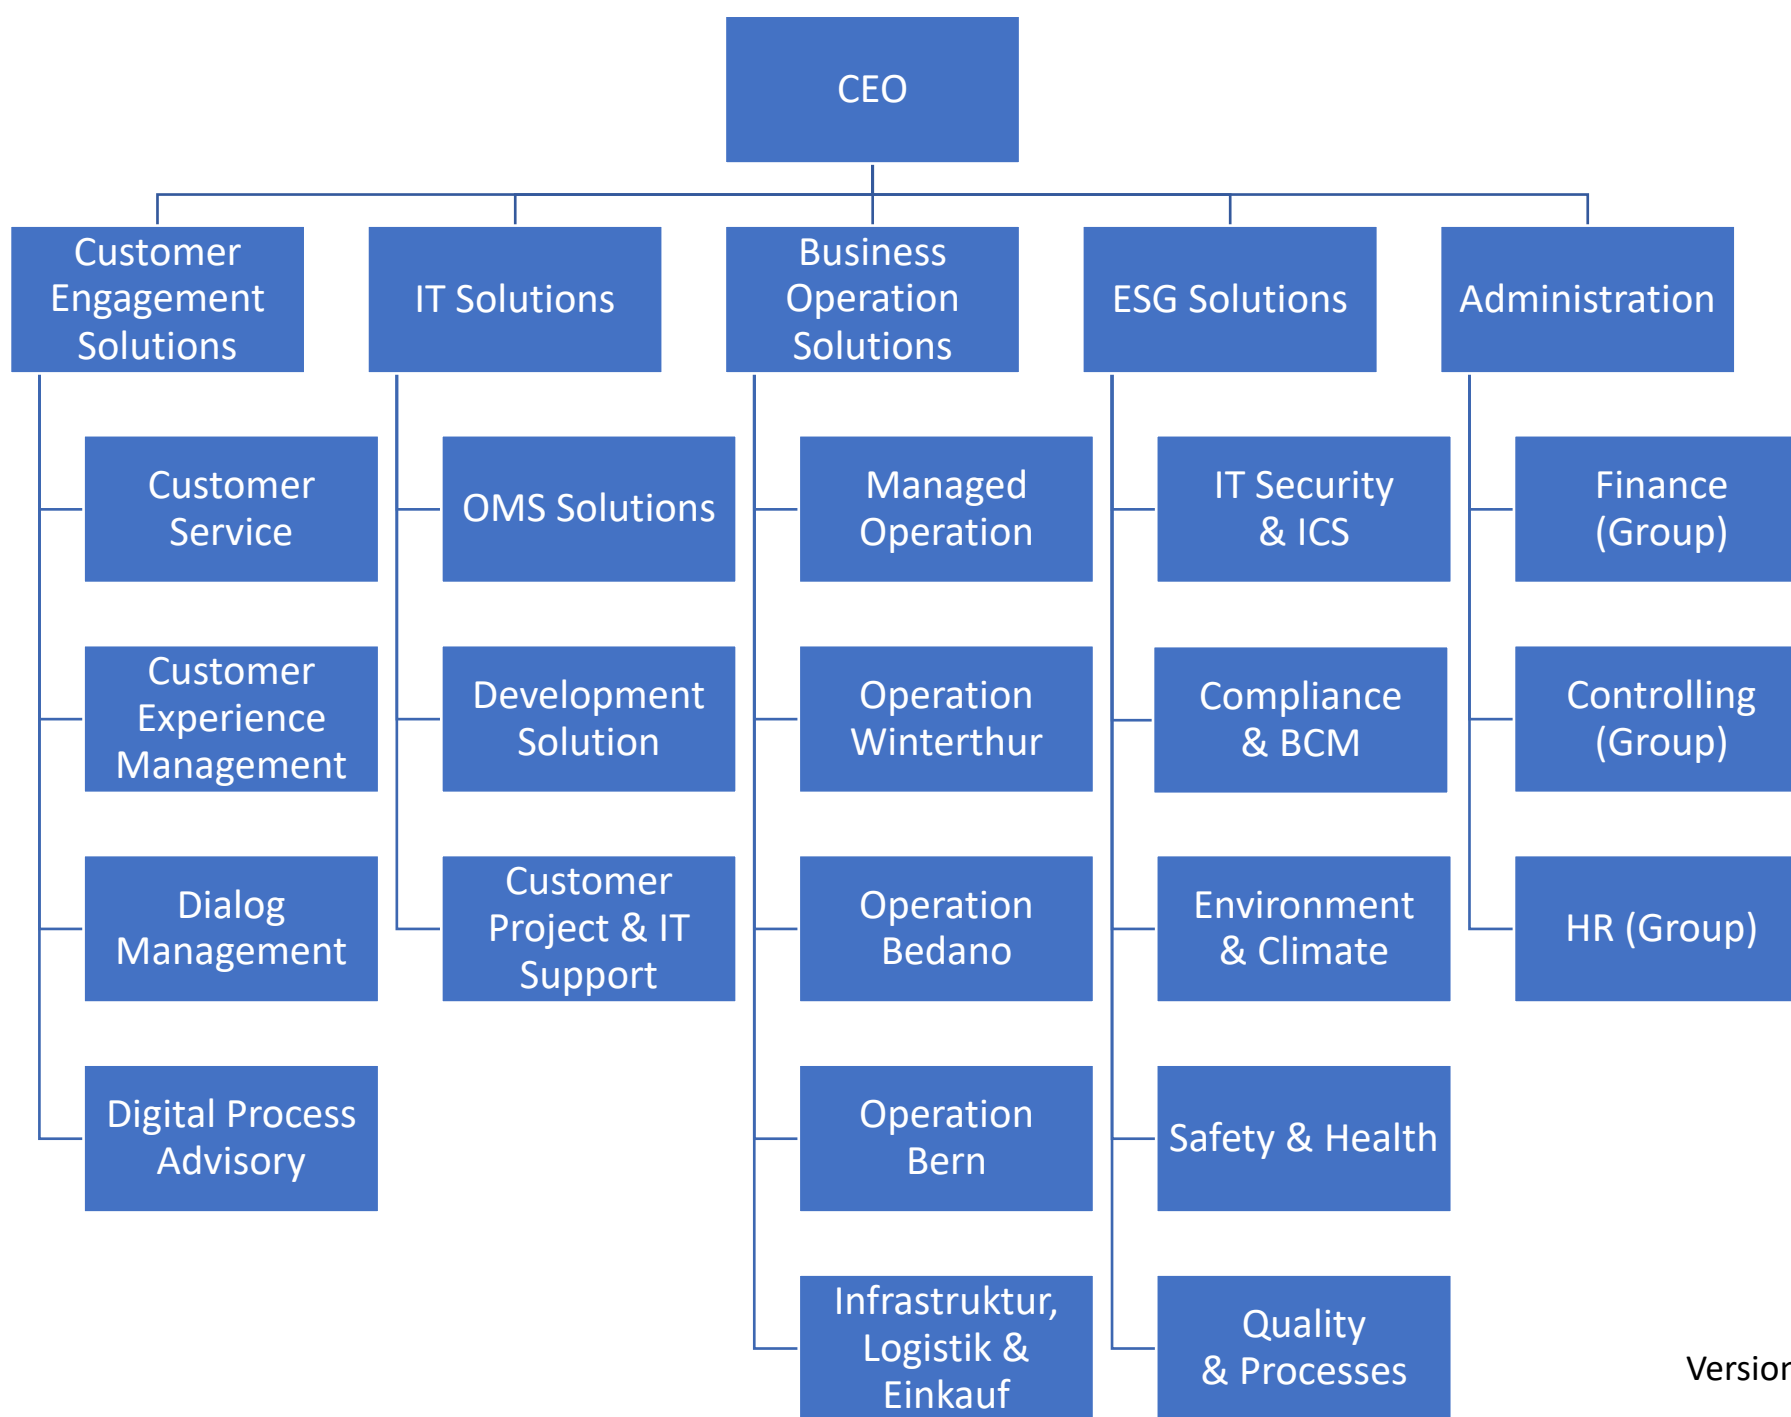 CEO
Customer
Engagement
Solutions
IT Solutions
Business
Operation
Solutions
ESG Solutions
Administration
Customer
Service
OMS Solutions
Managed
Operation
IT Security
& ICS
Finance
(Group)
Customer
Experience
Management
Development
Solution
Operation
Winterthur
Compliance
& BCM
Controlling
(Group)
Dialog
Management
Customer
Project & IT
Support
Operation
Bedano
Environment
& Climate
HR (Group)
Digital Process
Advisory
Operation
Bern
Safety & Health
Infrastruktur,
Logistik &
Einkauf
Quality
& Processes
Version